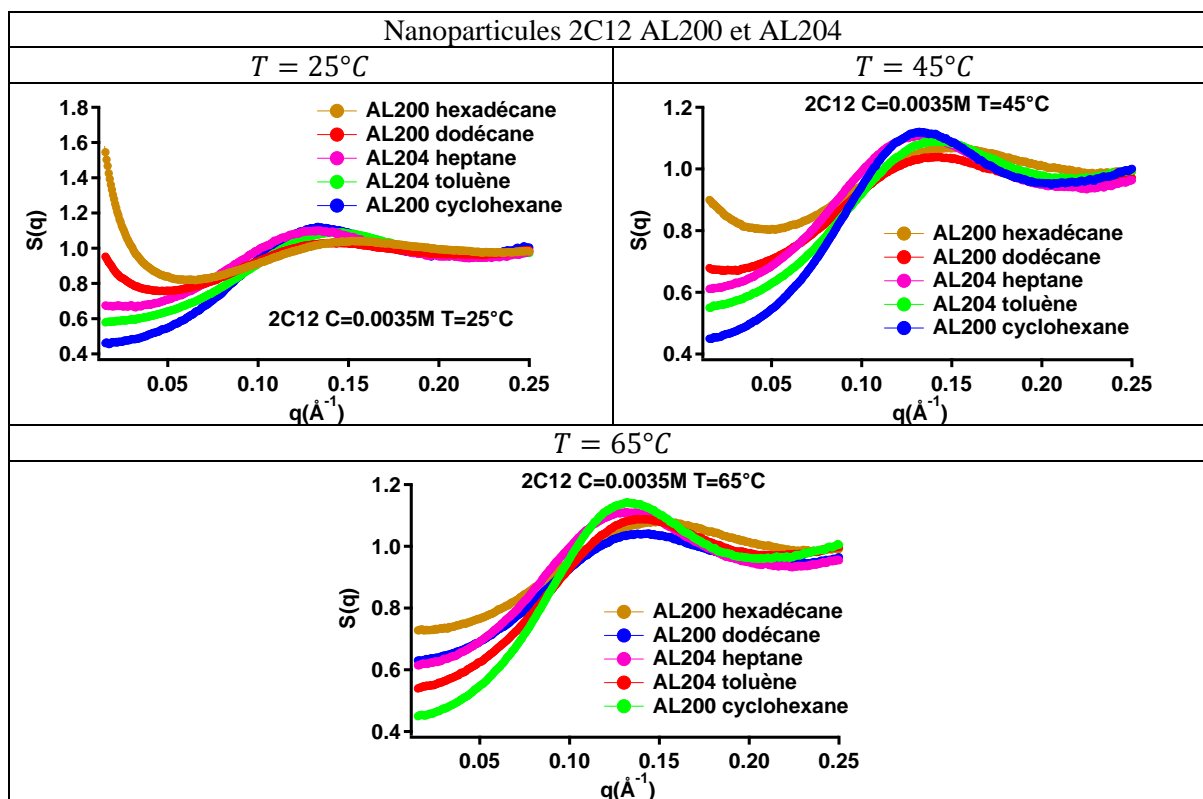 Nanoparticules 2C12 AL200 et AL204
T = 25°C
T = 45°C
1.8
1.6
1.4
1.2
1.0
0.8
0.6
0.4
S(q)
AL200 hexadécane
AL200 dodécane
AL204 heptane
AL204 toluène
AL200 cyclohexane
2C12 C=0.0035M T=25°C
0.05 0.10 0.15 0.20 0.25
q(Å⁻¹)
2C12 C=0.0035M T=45°C
1.2
1.0
0.8
0.6
0.4
S(q)
AL200 hexadécane
AL200 dodécane
AL204 heptane
AL204 toluène
AL200 cyclohexane
0.05 0.10 0.15 0.20 0.25
q(Å⁻¹)
T = 65°C
2C12 C=0.0035M T=65°C
1.2
1.0
0.8
0.6
0.4
S(q)
AL200 hexadécane
AL200 dodécane
AL204 heptane
AL204 toluène
AL200 cyclohexane
0.05 0.10 0.15 0.20 0.25
q(Å⁻¹)